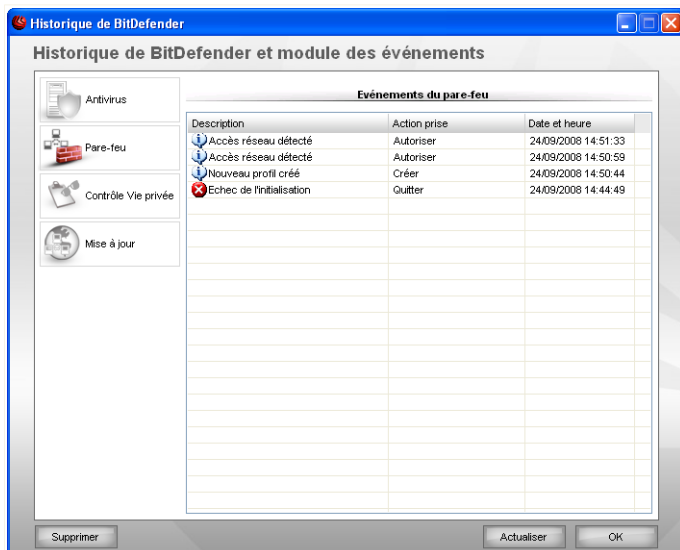 Historique de BitDefender
Historique de BitDefender et module des événements
Antivirus
Pare-feu
Contrôle Vie privée
Mise à jour
Evénements du pare-feu
Description Action prise Date et heure
Accès réseau détecté Autoriser 24/09/2008 14:51:33
Accès réseau détecté Autoriser 24/09/2008 14:50:59
Nouveau profil créé Créer 24/09/2008 14:50:44
Echec de l'initialisation Quitter 24/09/2008 14:44:49
Supprimer Actualiser OK